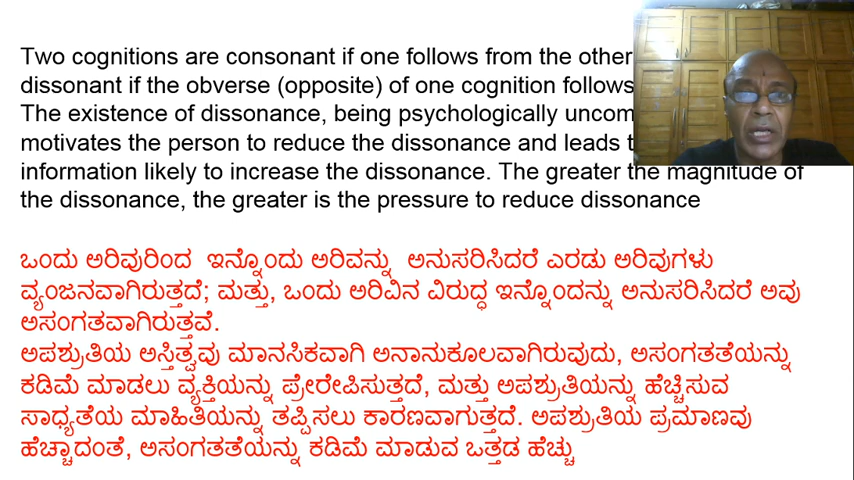 Two cognitions are consonant if one follows from the other
dissonant if the obverse (opposite) of one cognition follows
The existence of dissonance, being psychologically uncom
motivates the person to reduce the dissonance and leads t
information likely to increase the dissonance. The greater the magnitude of
the dissonance, the greater is the pressure to reduce dissonance
ಒಂದು ಅರಿವುರಿಂದ ಇನ್ನೊಂದು ಅರಿವನ್ನು ಅನುಸರಿಸಿದರೆ ಎರಡು ಅರಿವುಗಳು
ವ್ಯಂಜನವಾಗಿರುತ್ತದೆ; ಮತ್ತು, ಒಂದು ಅರಿವಿನ ವಿರುದ್ಧ ಇನ್ನೊಂದನ್ನು ಅನುಸರಿಸಿದರೆ ಅವು
ಅಸಂಗತವಾಗಿರುತ್ತವೆ.
ಅಪಶ್ರುತಿಯ ಅಸ್ತಿತ್ವವು ಮಾನಸಿಕವಾಗಿ ಅನಾನುಕೂಲವಾಗಿರುವುದು, ಅಸಂಗತತೆಯನ್ನು
ಕಡಿಮೆ ಮಾಡಲು ವ್ಯಕ್ತಿಯನ್ನು ಪ್ರೇರೇಪಿಸುತ್ತದೆ, ಮತ್ತು ಅಪಶ್ರುತಿಯನ್ನು ಹೆಚ್ಚಿಸುವ
ಸಾಧ್ಯತೆಯ ಮಾಹಿತಿಯನ್ನು ತಪ್ಪಿಸಲು ಕಾರಣವಾಗುತ್ತದೆ. ಅಪಶ್ರುತಿಯ ಪ್ರಮಾಣವು
ಹೆಚ್ಚಾದಂತೆ, ಅಸಂಗತತೆಯನ್ನು ಕಡಿಮೆ ಮಾಡುವ ಒತ್ತಡ ಹೆಚ್ಚು